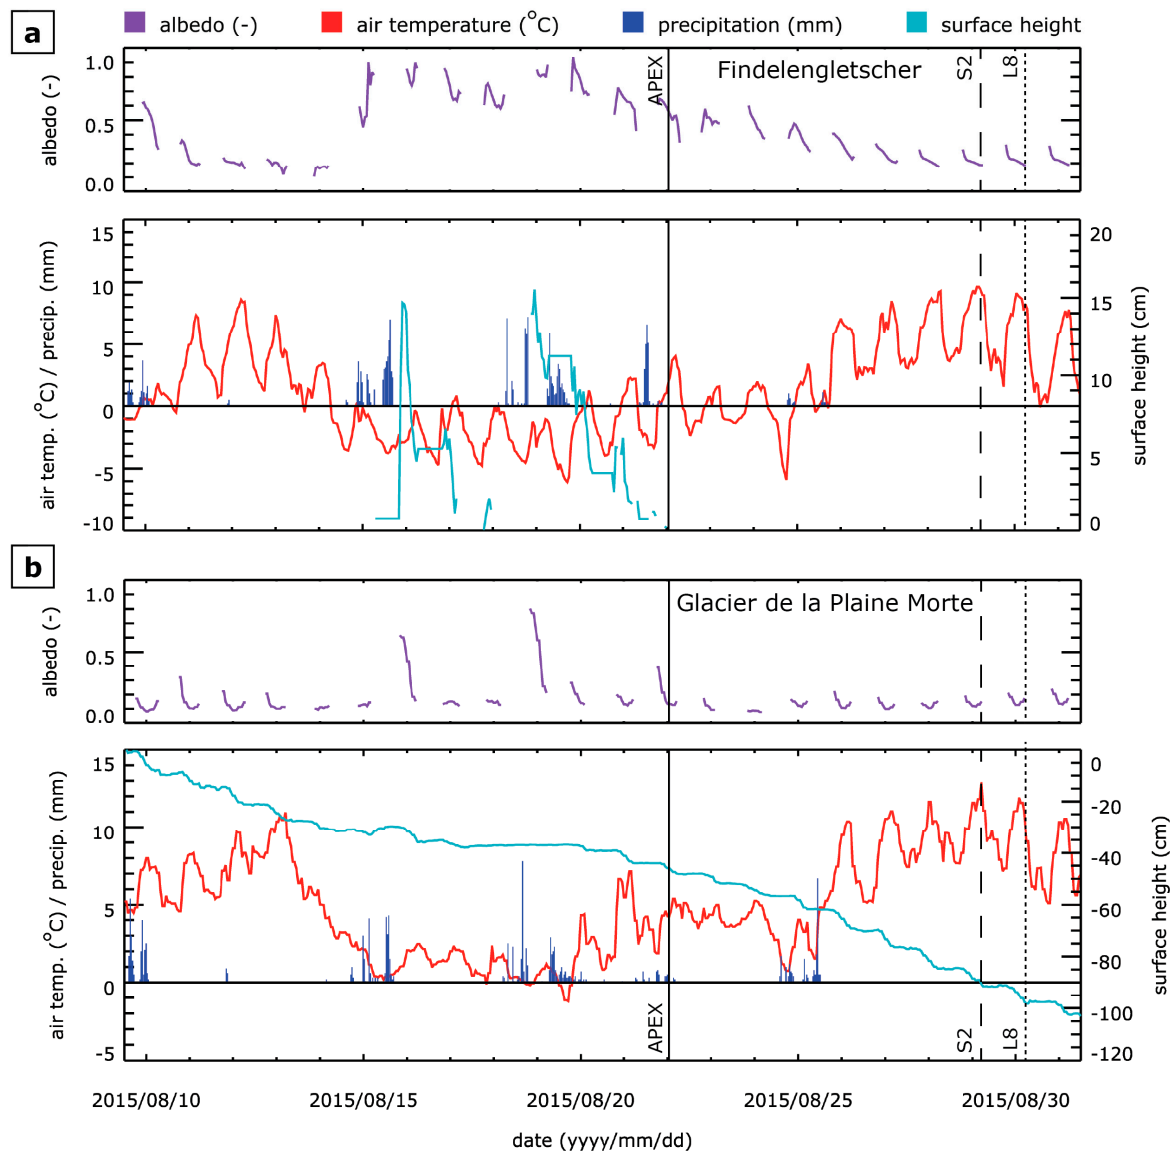 a
albedo (-) air temperature (°C) precipitation (mm) surface height
albedo (-)
1.0
0.5
0.0
Findelengletscher
APEX
S2
L8
air temp. (°C) / precip. (mm)
15
10
5
0
-5
-10
20
15
10
5
0
surface height (cm)
b
albedo (-)
1.0
0.5
0.0
Glacier de la Plaine Morte
air temp. (°C) / precip. (mm)
15
10
5
0
-5
0
-20
-40
-60
-80
-100
-120
surface height (cm)
APEX
S2
L8
2015/08/10 2015/08/15 2015/08/20 2015/08/25 2015/08/30
date (yyyy/mm/dd)